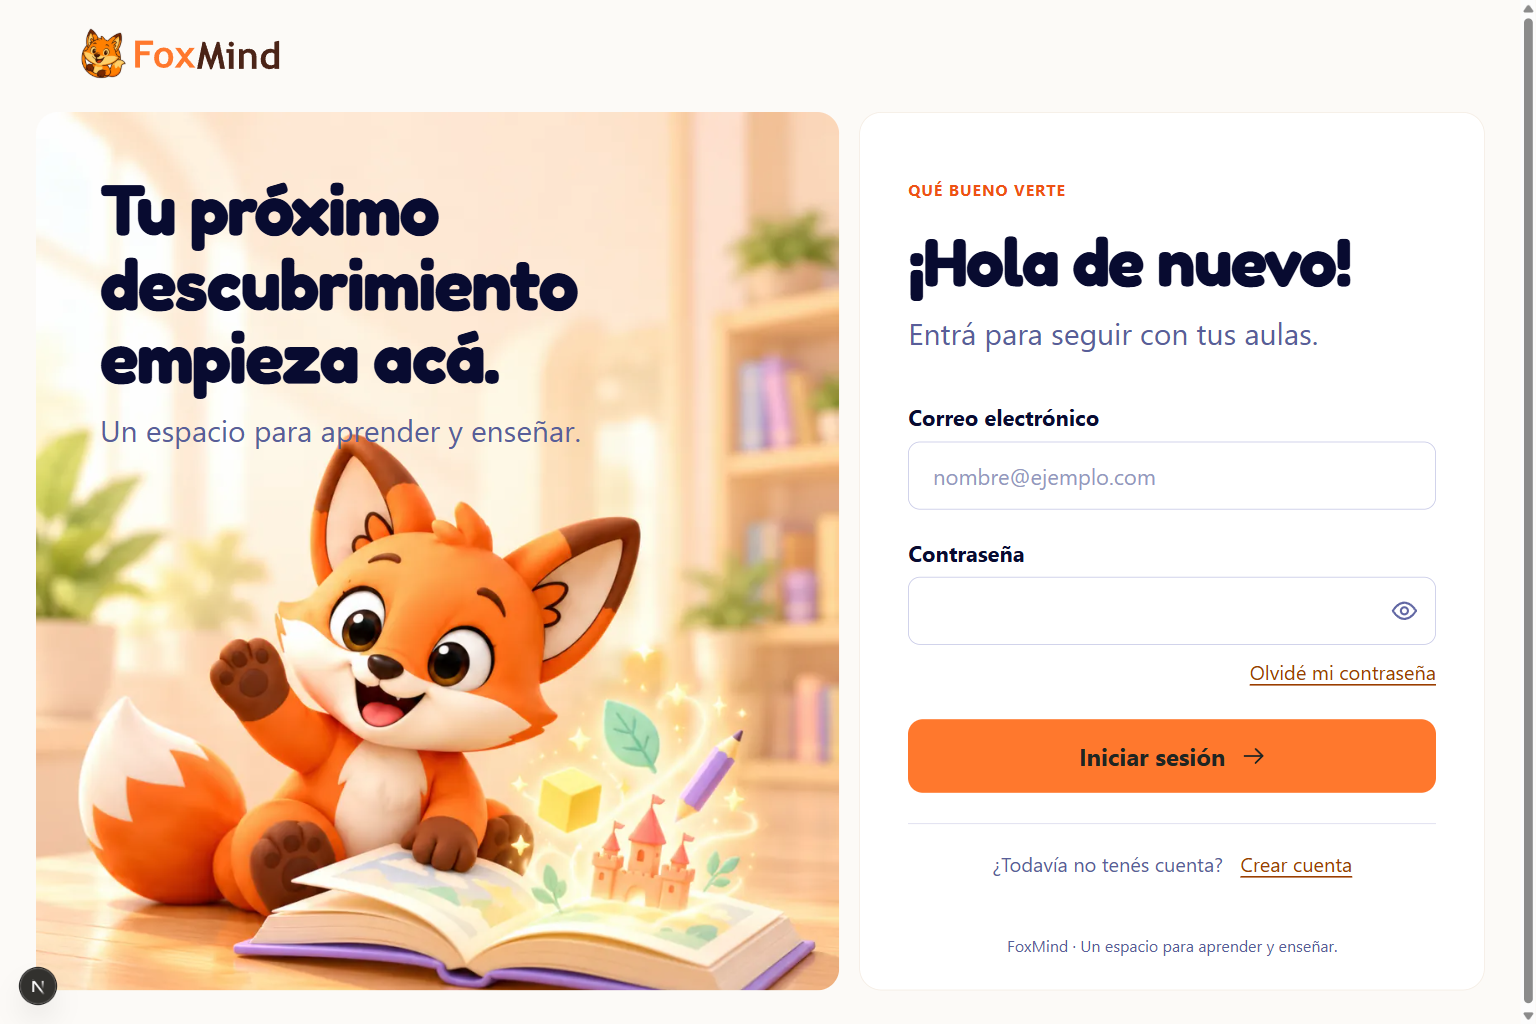 FoxMind
Tu próximo
descubrimiento
empieza acá.
Un espacio para aprender y enseñar.
QUÉ BUENO VERTE
¡Hola de nuevo!
Entrá para seguir con tus aulas.
Correo electrónico
nombre@ejemplo.com
Contraseña
Olvidé mi contraseña
Iniciar sesión →
¿Todavía no tenés cuenta? Crear cuenta
FoxMind · Un espacio para aprender y enseñar.
N